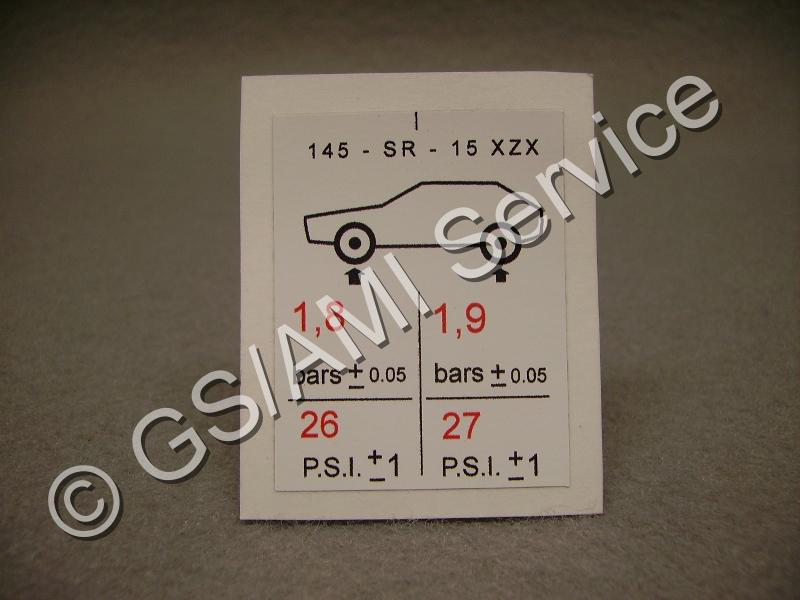 145 - SR - 15 XZX
1,8 1,9
bars ± 0.05 bars ± 0.05
26 27
P.S.I. ±1 P.S.I. ±1
© GS/AMI Service